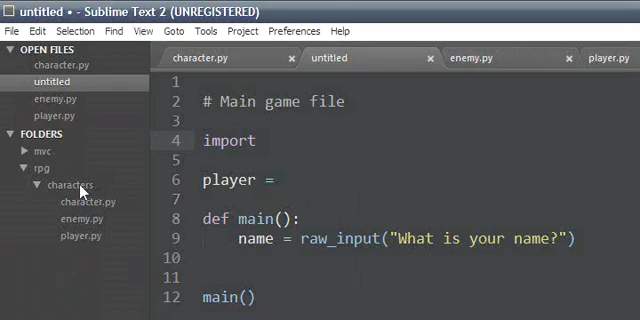 untitled • - Sublime Text 2 (UNREGISTERED)
File Edit Selection Find View Goto Tools Project Preferences Help
OPEN FILES
character.py
untitled
enemy.py
player.py
FOLDERS
mvc
rpg
characters
character.py
enemy.py
player.py
character.py × untitled × enemy.py × player.py
1
2 # Main game file
3
4 import
5
6 player =
7
8 def main():
9 name = raw_input("What is your name?")
10
11
12 main()